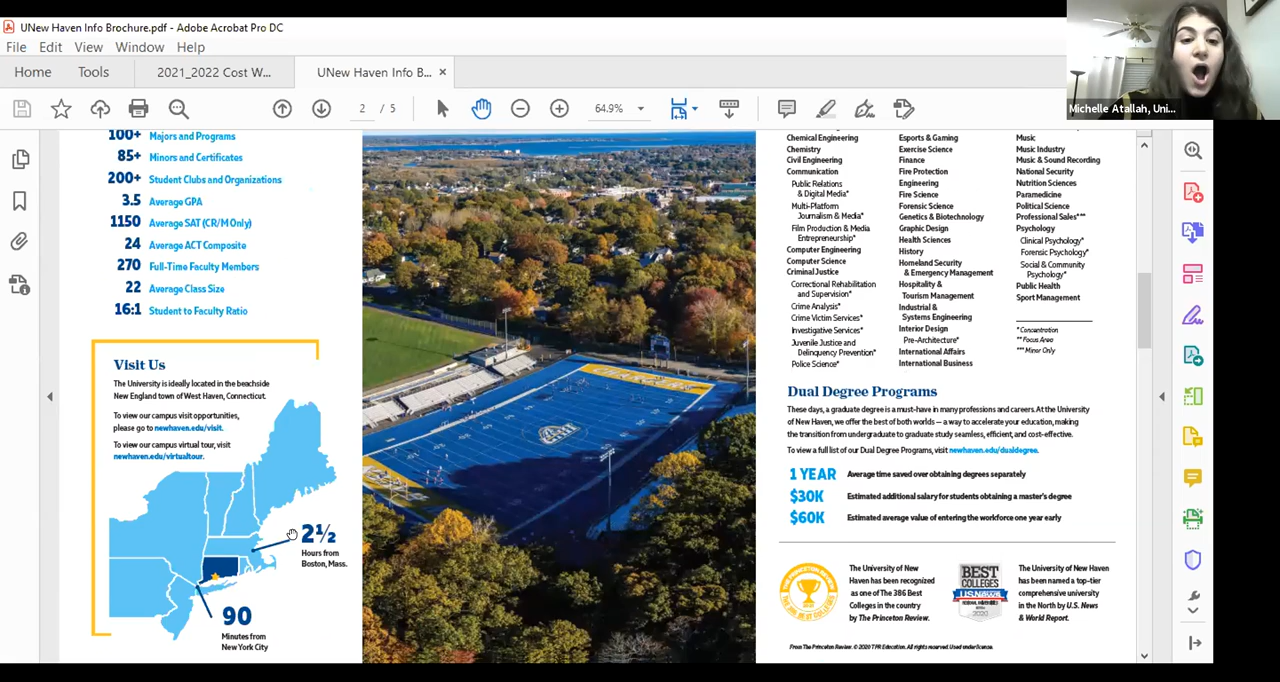 UNew Haven Info Brochure.pdf - Adobe Acrobat Pro DC
File Edit View Window Help
Home Tools 2021_2022 Cost W... UNew Haven Info B... ×
2 / 5 64.9%
Michelle Atallah, Uni...
100+ Majors and Programs
85+ Minors and Certificates
200+ Student Clubs and Organizations
3.5 Average GPA
1150 Average SAT (CR/M Only)
24 Average ACT Composite
270 Full-Time Faculty Members
22 Average Class Size
16:1 Student to Faculty Ratio
Visit Us
The University is ideally located in the beachside
New England town of West Haven, Connecticut.
To view our campus visit opportunities,
please go to newhaven.edu/visit.
To view our campus virtual tour, visit
newhaven.edu/virtualtour.
2½
Hours from
Boston, Mass.
90
Minutes from
New York City
CHARGERS
Chemical Engineering
Chemistry
Civil Engineering
Communication
Public Relations
& Digital Media*
Multi-Platform
Journalism & Media*
Film Production & Media
Entrepreneurship*
Computer Engineering
Computer Science
Criminal Justice
Correctional Rehabilitation
and Supervision*
Crime Analysis*
Crime Victim Services*
Investigative Services*
Juvenile Justice and
Delinquency Prevention*
Police Science*
Esports & Gaming
Exercise Science
Finance
Fire Protection
Engineering
Fire Science
Forensic Science
Genetics & Biotechnology
Graphic Design
Health Sciences
History
Homeland Security
& Emergency Management
Hospitality &
Tourism Management
Industrial &
Systems Engineering
Interior Design
Pre-Architecture*
International Affairs
International Business
Music
Music Industry
Music & Sound Recording
National Security
Nutrition Sciences
Paramedicine
Political Science
Professional Sales***
Psychology
Clinical Psychology*
Forensic Psychology*
Social & Community
Psychology*
Public Health
Sport Management
* Concentration
** Focus Area
*** Minor Only
Dual Degree Programs
These days, a graduate degree is a must-have in many professions and careers. At the University
of New Haven, we offer the best of both worlds — a way to accelerate your education, making
the transition from undergraduate to graduate study seamless, efficient, and cost-effective.
To view a full list of our Dual Degree Programs, visit newhaven.edu/dualdegree.
1 YEAR Average time saved over obtaining degrees separately
$30K Estimated additional salary for students obtaining a master's degree
$60K Estimated average value of entering the workforce one year early
The University of New
Haven has been recognized
as one of The 386 Best
Colleges in the country
by The Princeton Review.
BEST
COLLEGES
U.S.News
2020
The University of New Haven
has been named a top-tier
comprehensive university
in the North by U.S. News
& World Report.
From The Princeton Review. © 2020 TPR Education. All rights reserved. Used under license.